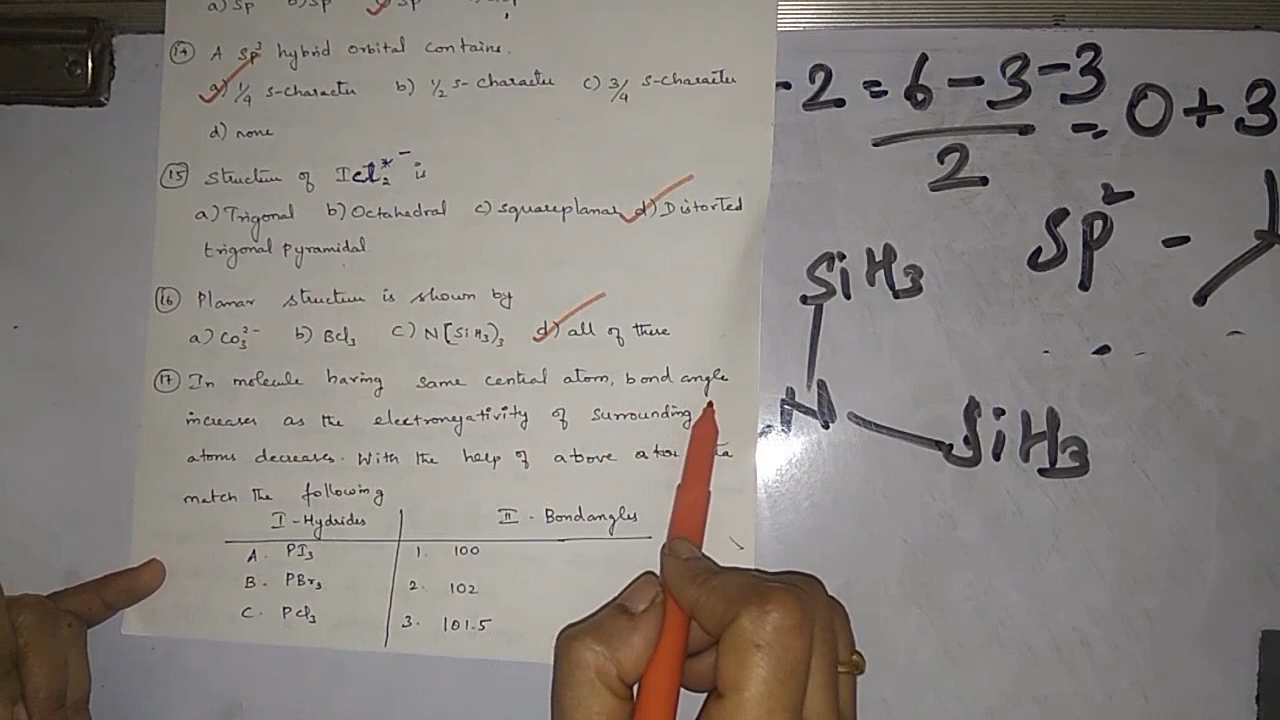 a) Sp
(14) A Sp³ hybrid orbital contains.
a) 1/4 s-character b) 1/2 s-character c) 3/4 s-character
d) none
(15) Structure of ICl₂*⁻ is
a) Trigonal b) Octahedral c) Squareplanar d) Distorted
trigonal pyramidal
(16) Planar structure is shown by
a) CO₃²⁻ b) BCl₃ c) N[SiH₃)₃ d) all of these
(17) In molecule having same central atom, bond angle
increases as the electronegativity of surrounding
atoms decreases. With the help of above
match the following
I - Hydrides II - Bondangles
A. PI₃ 1. 100
B. PBr₃ 2. 102
C. PCl₃ 3. 101.5
-2 = 6-3-3/2 = 0+3
Sp² -
SiH₃
N
SiH₃